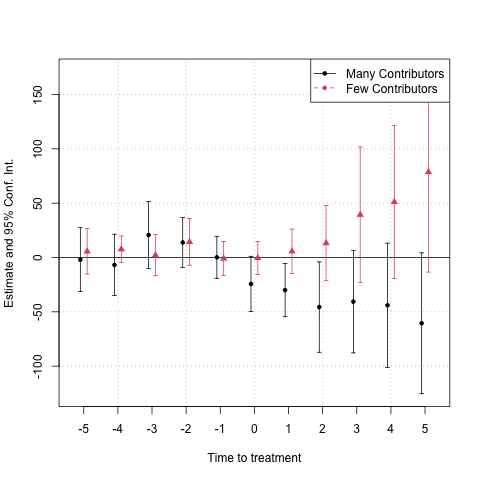 Many Contributors
Few Contributors
Estimate and 95% Conf. Int.
150
100
50
0
-50
-100
-5 -4 -3 -2 -1 0 1 2 3 4 5
Time to treatment